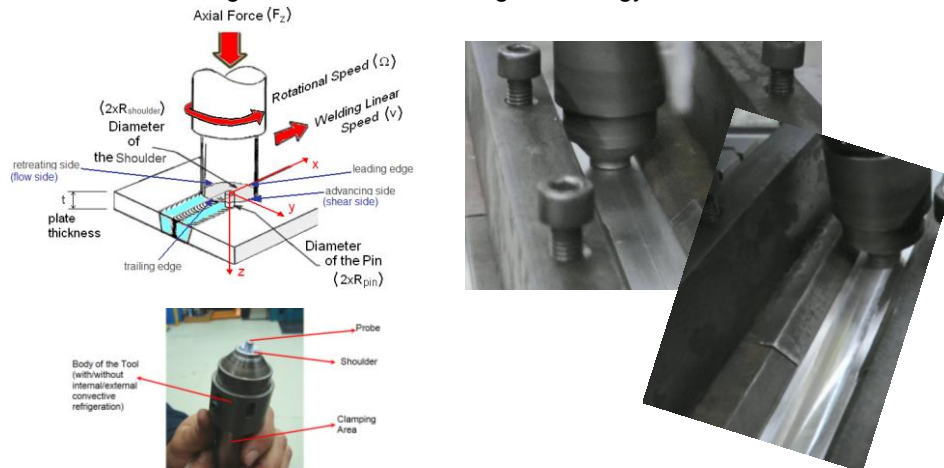 Axial Force (Fz)
Rotational Speed (Ω)
Welding Linear
Speed (v)
(2xRshoulder)
Diameter
of
the Shoulder
retreating side
(flow side)
x
leading edge
advancing side
(shear side)
t
plate
thickness
y
trailing edge
z
Diameter
of the Pin
(2xRpin)
Probe
Shoulder
Body of the Tool
(with/without
internal/external
convective
refrigeration)
Clamping
Area